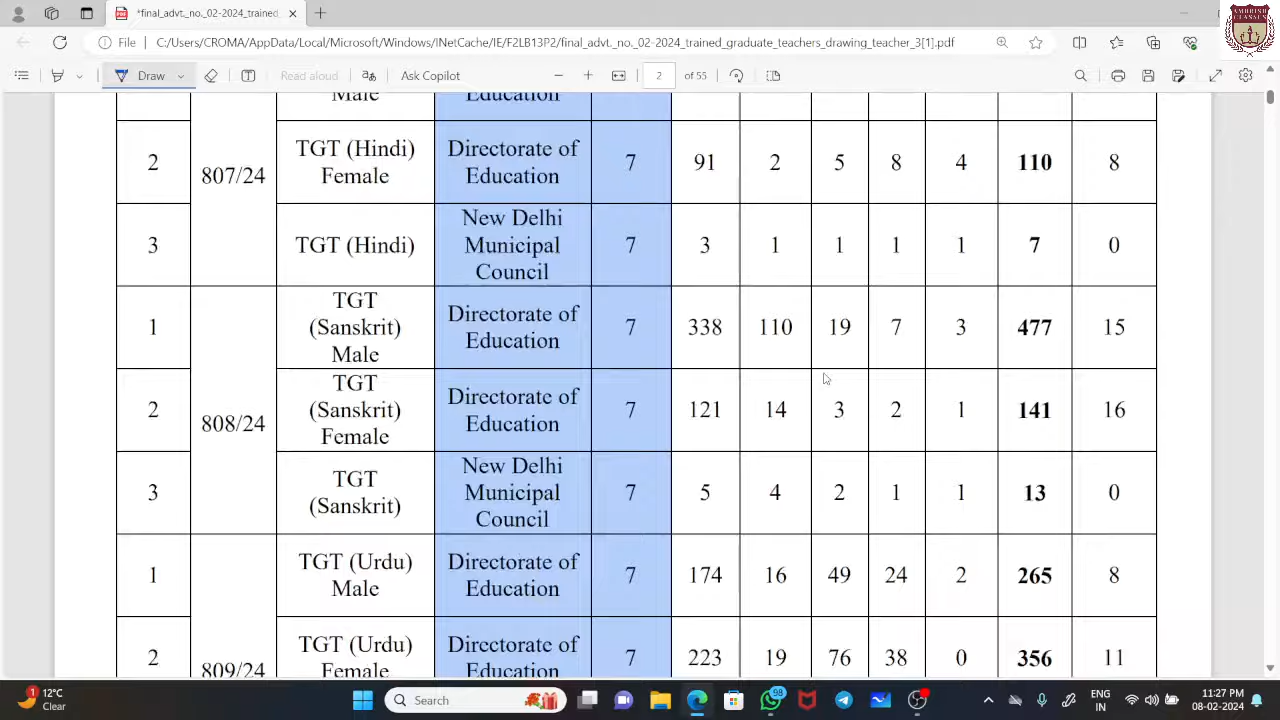 *final_advt._no_02-2024_trained_
AMBRISH
CLASSES
File
C:/Users/CROMA/AppData/Local/Microsoft/Windows/INetCache/IE/F2LB13P2/final_advt._no_02-2024_trained_graduate_teachers_drawing_teacher_3[1].pdf
Draw
Read aloud
Ask Copilot
2 of 55
Male Education
2 807/24 TGT (Hindi) Female Directorate of Education 7 91 2 5 8 4 110 8
3 TGT (Hindi) New Delhi Municipal Council 7 3 1 1 1 1 7 0
1 TGT (Sanskrit) Male Directorate of Education 7 338 110 19 7 3 477 15
2 808/24 TGT (Sanskrit) Female Directorate of Education 7 121 14 3 2 1 141 16
3 TGT (Sanskrit) New Delhi Municipal Council 7 5 4 2 1 1 13 0
1 TGT (Urdu) Male Directorate of Education 7 174 16 49 24 2 265 8
2 809/24 TGT (Urdu) Female Directorate of Education 7 223 19 76 38 0 356 11
1
12°C
Clear
Search
98
ENG
IN
11:27 PM
08-02-2024